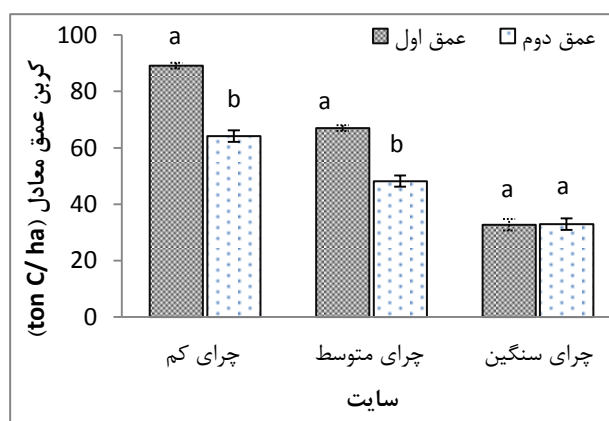 عمق اول
عمق دوم
کربن عمق معادل (ton C/ ha)
100
80
60
40
20
0
a
b
a
b
a
a
چرای کم
چرای متوسط
چرای سنگین
سایت